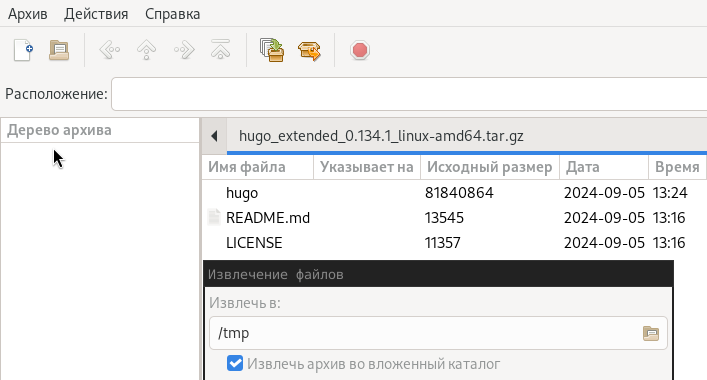 Архив Действия Справка
Расположение:
Дерево архива
hugo_extended_0.134.1_linux-amd64.tar.gz
Имя файла Указывает на Исходный размер Дата Время
hugo 81840864 2024-09-05 13:24
README.md 13545 2024-09-05 13:16
LICENSE 11357 2024-09-05 13:16
Извлечение файлов
Извлечь в:
/tmp
Извлечь архив во вложенный каталог